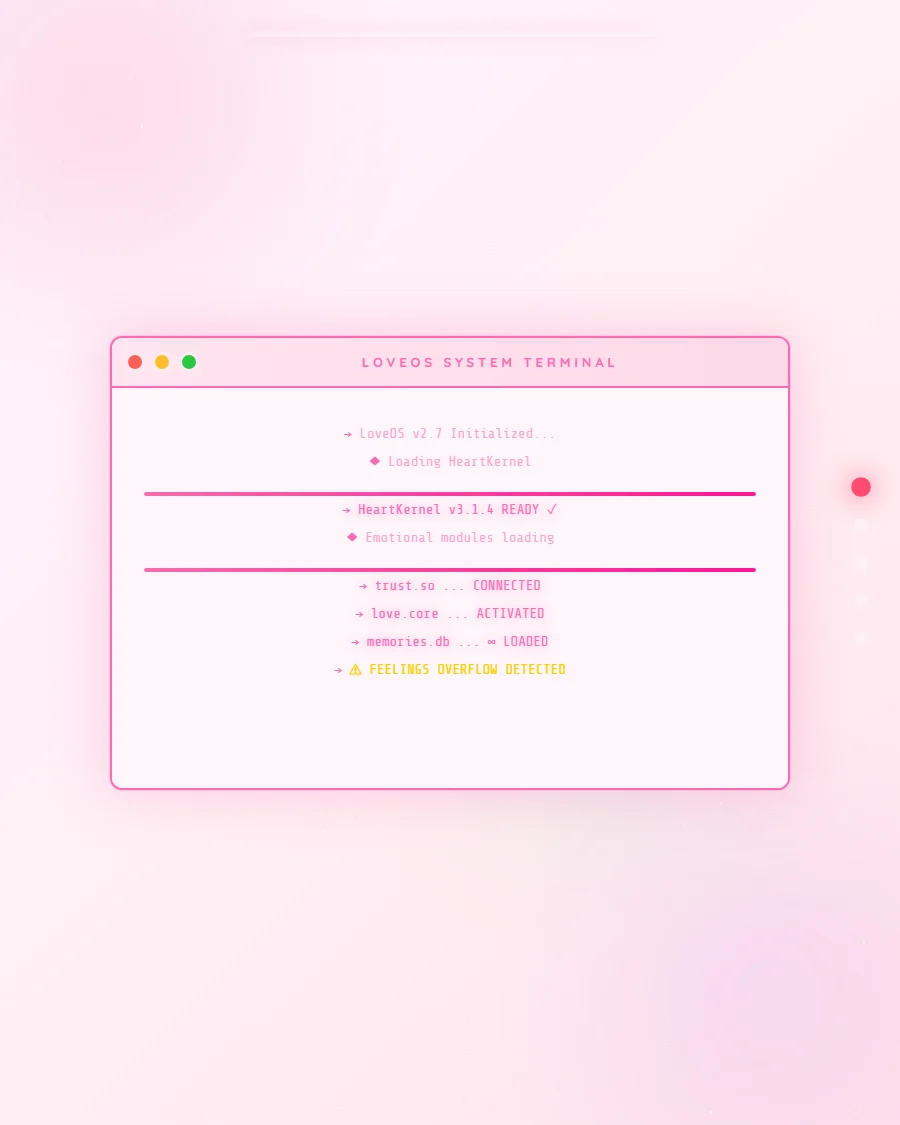 LOVEOS SYSTEM TERMINAL
→ LoveOS v2.7 Initialized...
◆ Loading HeartKernel
→ HeartKernel v3.1.4 READY ✓
◆ Emotional modules loading
→ trust.so ... CONNECTED
→ love.core ... ACTIVATED
→ memories.db ... ∞ LOADED
→ ⚠ FEELINGS OVERFLOW DETECTED